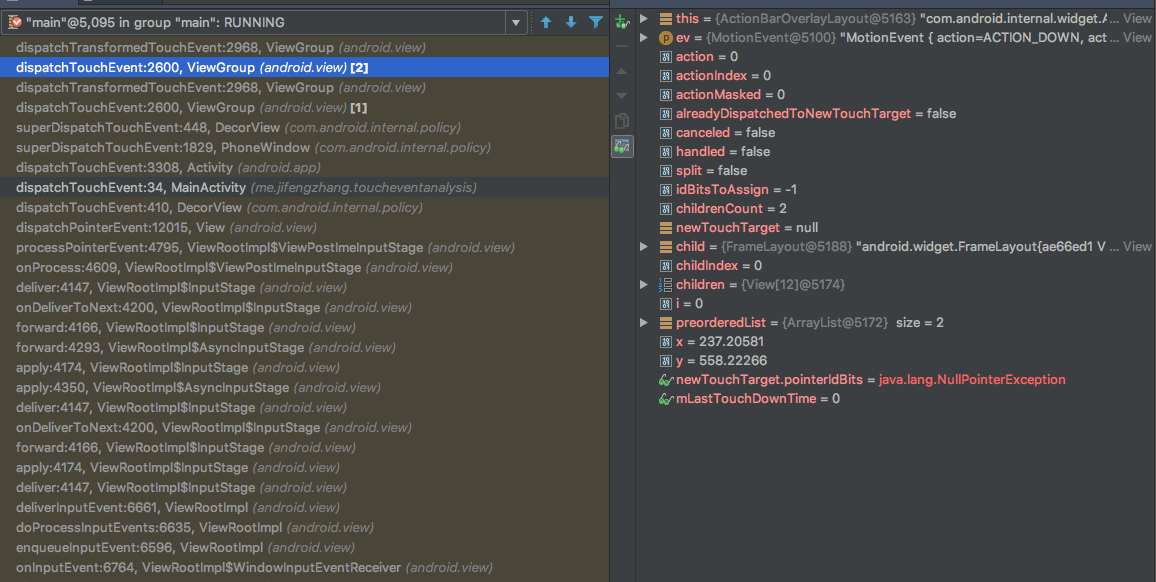 "main"@5,095 in group "main": RUNNING
dispatchTransformedTouchEvent:2968, ViewGroup (android.view)
dispatchTouchEvent:2600, ViewGroup (android.view) [2]
dispatchTransformedTouchEvent:2968, ViewGroup (android.view)
dispatchTouchEvent:2600, ViewGroup (android.view) [1]
superDispatchTouchEvent:448, DecorView (com.android.internal.policy)
superDispatchTouchEvent:1829, PhoneWindow (com.android.internal.policy)
dispatchTouchEvent:3308, Activity (android.app)
dispatchTouchEvent:34, MainActivity (me.jifengzhang.toucheventanalysis)
dispatchTouchEvent:410, DecorView (com.android.internal.policy)
dispatchPointerEvent:12015, View (android.view)
processPointerEvent:4795, ViewRootImpl$ViewPostImeInputStage (android.view)
onProcess:4609, ViewRootImpl$ViewPostImeInputStage (android.view)
deliver:4147, ViewRootImpl$InputStage (android.view)
onDeliverToNext:4200, ViewRootImpl$InputStage (android.view)
forward:4166, ViewRootImpl$InputStage (android.view)
forward:4293, ViewRootImpl$AsyncInputStage (android.view)
apply:4174, ViewRootImpl$InputStage (android.view)
apply:4350, ViewRootImpl$AsyncInputStage (android.view)
deliver:4147, ViewRootImpl$InputStage (android.view)
onDeliverToNext:4200, ViewRootImpl$InputStage (android.view)
forward:4166, ViewRootImpl$InputStage (android.view)
apply:4174, ViewRootImpl$InputStage (android.view)
deliver:4147, ViewRootImpl$InputStage (android.view)
deliverInputEvent:6661, ViewRootImpl (android.view)
doProcessInputEvents:6635, ViewRootImpl (android.view)
enqueueInputEvent:6596, ViewRootImpl (android.view)
onInputEvent:6764, ViewRootImpl$WindowInputEventReceiver (android.view)
this = {ActionBarOverlayLayout@5163} "com.android.internal.widget.A... View
ev = {MotionEvent@5100} "MotionEvent { action=ACTION_DOWN, act... View
action = 0
actionIndex = 0
actionMasked = 0
alreadyDispatchedToNewTouchTarget = false
canceled = false
handled = false
split = false
idBitsToAssign = -1
childrenCount = 2
newTouchTarget = null
child = {FrameLayout@5188} "android.widget.FrameLayout{ae66ed1 V ... View
childIndex = 0
children = {View[12]@5174}
i = 0
preorderedList = {ArrayList@5172} size = 2
x = 237.20581
y = 558.22266
newTouchTarget.pointerIdBits = java.lang.NullPointerException
mLastTouchDownTime = 0